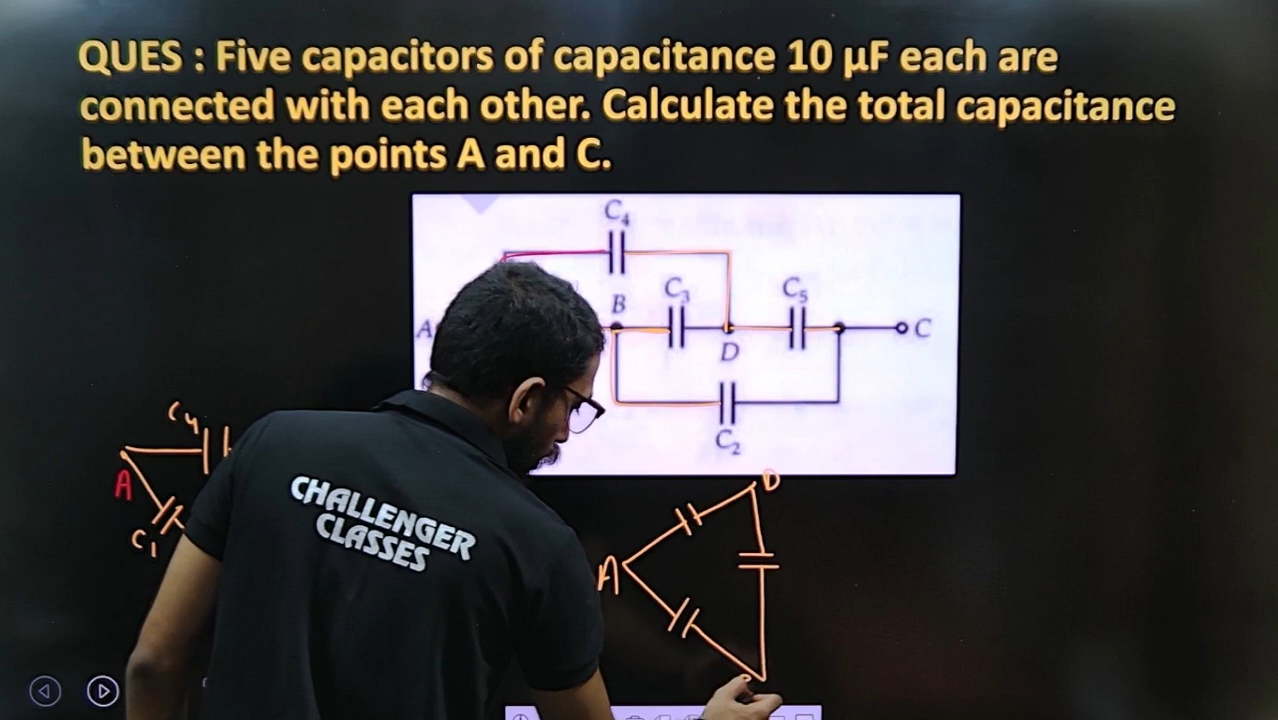 QUES : Five capacitors of capacitance 10 μF each are
connected with each other. Calculate the total capacitance
between the points A and C.
C₄
B
C₃
C₅
A
C
D
C₂
C₄
A
C₁
D
A
CHALLENGER
CLASSES